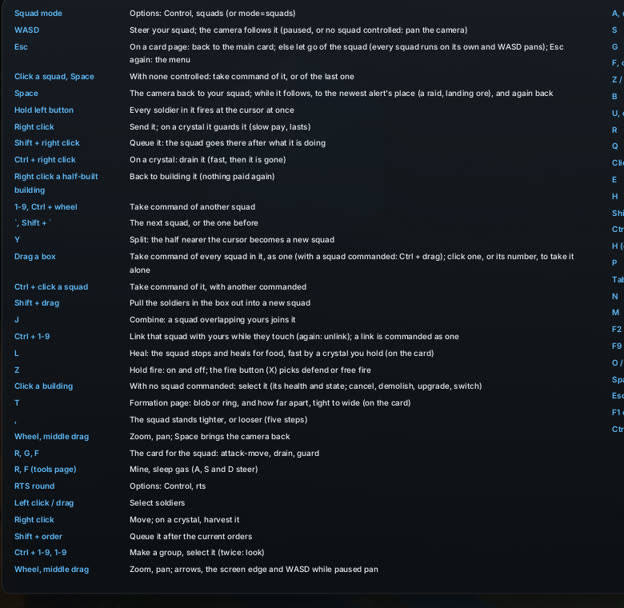 Squad mode Options: Control, squads (or mode=squads)
WASD Steer your squad; the camera follows it (paused, or no squad controlled: pan the camera)
Esc On a card page: back to the main card; else let go of the squad (every squad runs on its own and WASD pans); Esc
again: the menu
Click a squad, Space With none controlled: take command of it, or of the last one
Space The camera back to your squad; while it follows, to the newest alert's place (a raid, landing ore), and again back
Hold left button Every soldier in it fires at the cursor at once
Right click Send it; on a crystal it guards it (slow pay, lasts)
Shift + right click Queue it: the squad goes there after what it is doing
Ctrl + right click On a crystal: drain it (fast, then it is gone)
Right click a half-built Back to building it (nothing paid again)
building
1-9, Ctrl + wheel Take command of another squad
`, Shift + ` The next squad, or the one before
Y Split: the half nearer the cursor becomes a new squad
Drag a box Take command of every squad in it, as one (with a squad commanded: Ctrl + drag); click one, or its number, to take it
alone
Ctrl + click a squad Take command of it, with another commanded
Shift + drag Pull the soldiers in the box out into a new squad
J Combine: a squad overlapping yours joins it
Ctrl + 1-9 Link that squad with yours while they touch (again: unlink); a link is commanded as one
L Heal: the squad stops and heals for food, fast by a crystal you hold (on the card)
Z Hold fire: on and off; the fire button (X) picks defend or free fire
Click a building With no squad commanded: select it (its health and state; cancel, demolish, upgrade, switch)
T Formation page: blob or ring, and how far apart, tight to wide (on the card)
, The squad stands tighter, or looser (five steps)
Wheel, middle drag Zoom, pan; Space brings the camera back
R, G, F The card for the squad: attack-move, drain, guard
R, F (tools page) Mine, sleep gas (A, S and D steer)
RTS round Options: Control, rts
Left click / drag Select soldiers
Right click Move; on a crystal, harvest it
Shift + order Queue it after the current orders
Ctrl + 1-9, 1-9 Make a group, select it (twice: look)
Wheel, middle drag Zoom, pan; arrows, the screen edge and WASD while paused pan
A,
S
G
F,
Z /
B
U,
R
Q
E
H
H
P
N
M
F2
F9
O /
F1